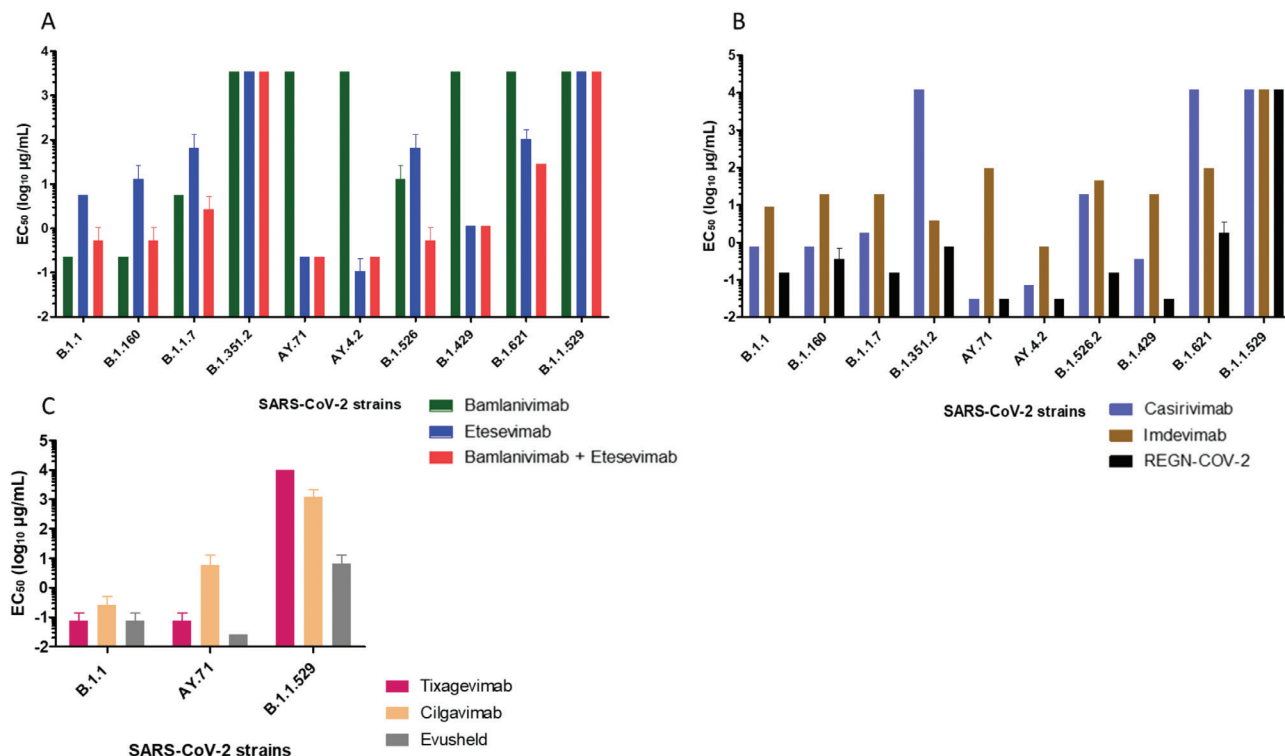 A
EC₅₀ (log₁₀ µg/mL)
4
3
2
1
0
-1
-2
B.1.1
B.1.160
B.1.1.7
B.1.351.2
AY.71
AY.4.2
B.1.526
B.1.429
B.1.621
B.1.1.529
SARS-CoV-2 strains
Bamlanivimab
Etesevimab
Bamlanivimab + Etesevimab
B
EC₅₀ (log₁₀ µg/mL)
5
4
3
2
1
0
-1
-2
B.1.1
B.1.160
B.1.1.7
B.1.351.2
AY.71
AY.4.2
B.1.526.2
B.1.429
B.1.621
B.1.1.529
SARS-CoV-2 strains
Casirivimab
Imdevimab
REGN-COV-2
C
EC₅₀ (log₁₀ µg/mL)
5
4
3
2
1
0
-1
-2
B.1.1
AY.71
B.1.1.529
SARS-CoV-2 strains
Tixagevimab
Cilgavimab
Evusheld